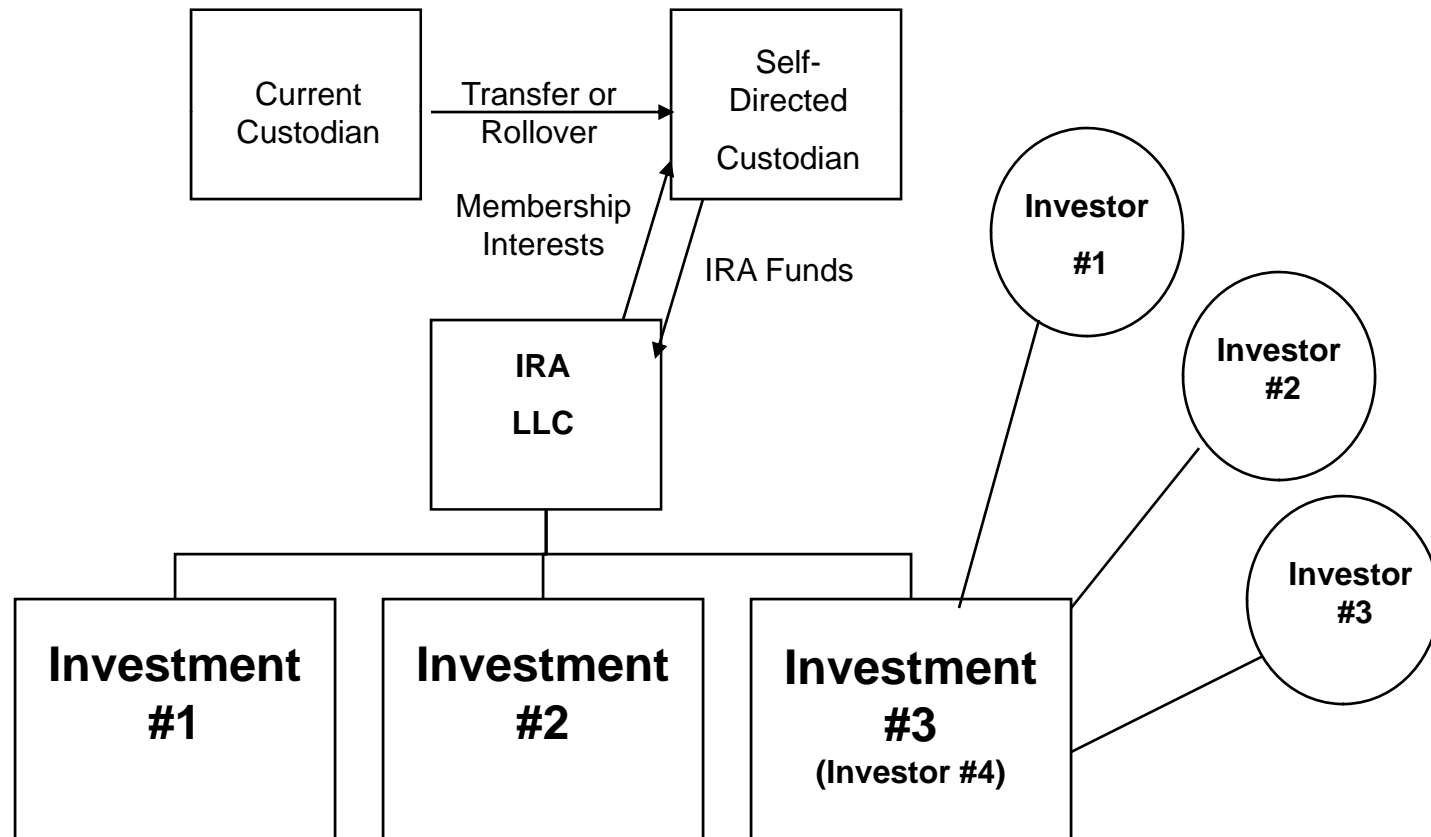 Current
Custodian
Transfer or
Rollover
Self-
Directed
Custodian
Membership
Interests
IRA Funds
Investor
#1
Investor
#2
Investor
#3
IRA
LLC
Investment
#1
Investment
#2
Investment
#3
(Investor #4)